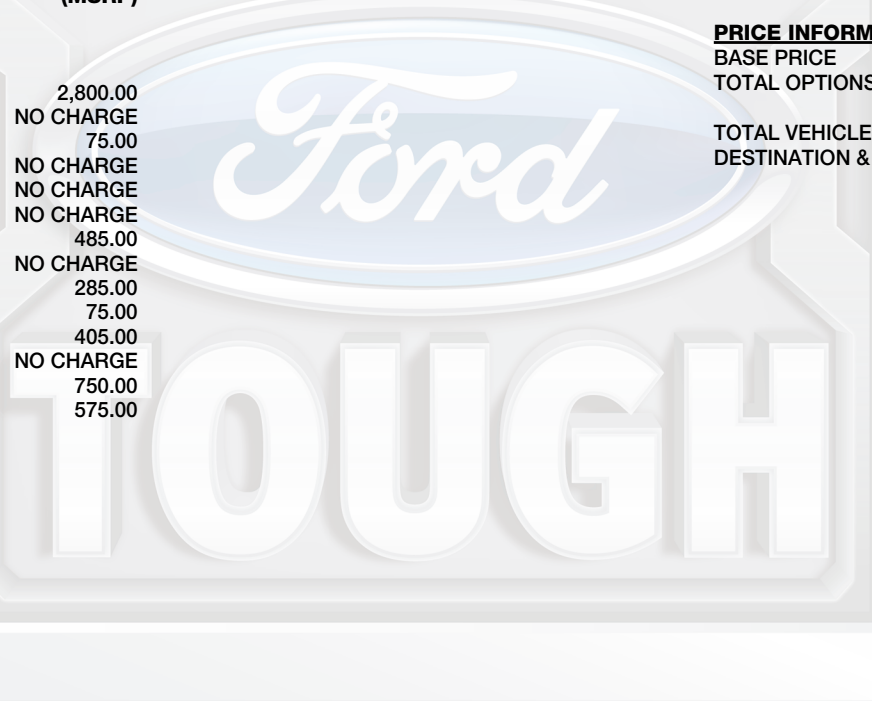 (MSRP)
2,800.00
NO CHARGE
75.00
NO CHARGE
NO CHARGE
NO CHARGE
485.00
NO CHARGE
285.00
75.00
405.00
NO CHARGE
750.00
575.00
PRICE INFORM
BASE PRICE
TOTAL OPTIONS
TOTAL VEHICLE
DESTINATION &
Ford
TOUGH